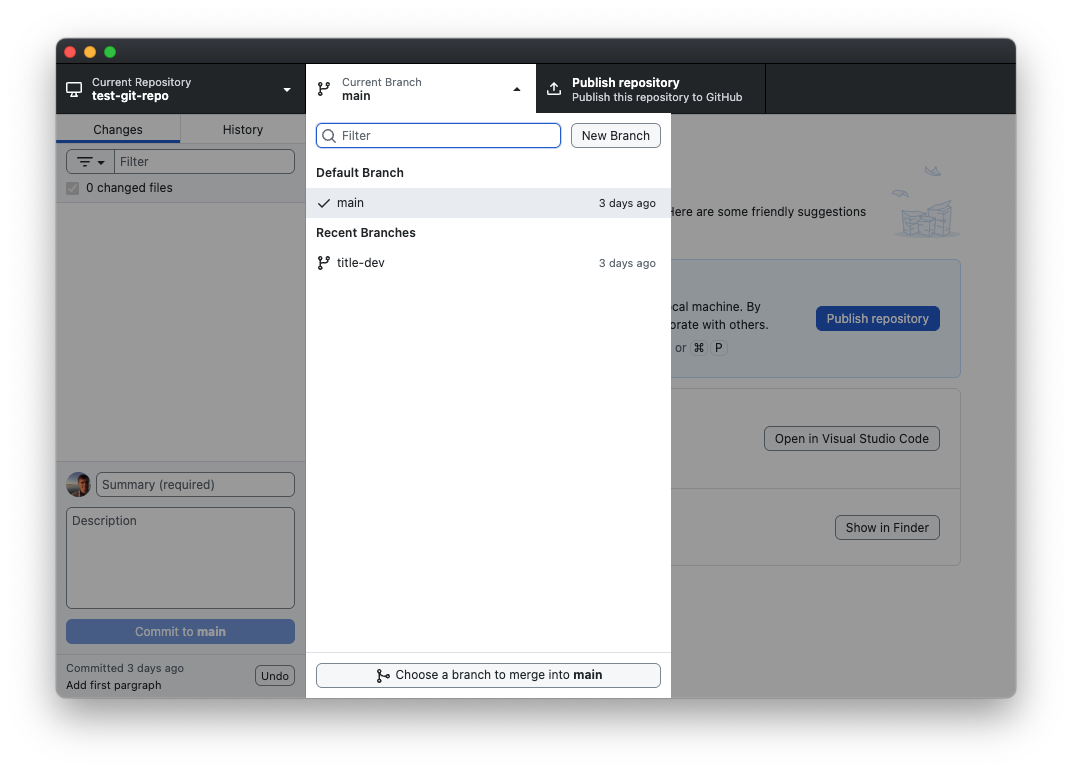 Current Repository
test-git-repo
Current Branch
main
Publish repository
Publish this repository to GitHub
Changes
History
Filter
0 changed files
Filter
New Branch
Default Branch
main
3 days ago
Recent Branches
title-dev
3 days ago
Here are some friendly suggestions
cal machine. By
orate with others.
or ⌘ P
Publish repository
Open in Visual Studio Code
Show in Finder
Summary (required)
Description
Commit to main
Committed 3 days ago
Add first pargraph
Undo
Choose a branch to merge into main